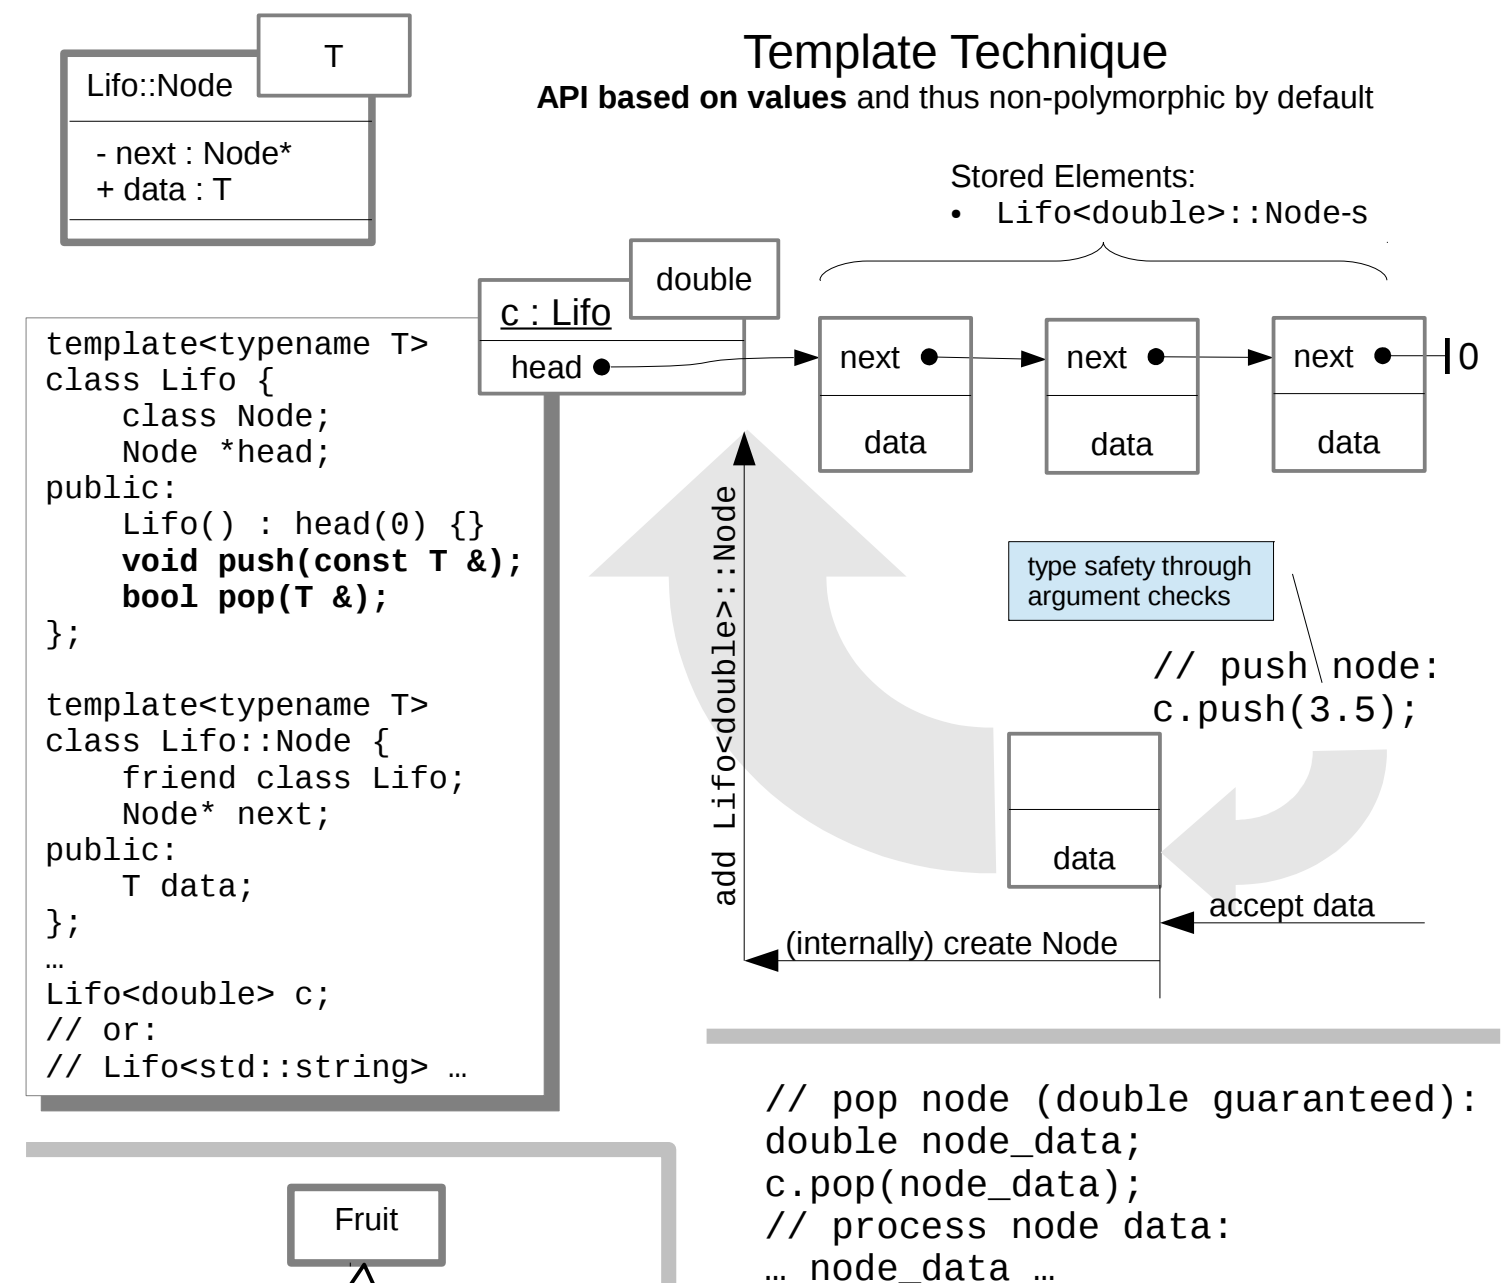 Template Technique
API based on values and thus non-polymorphic by default
T
Lifo::Node
- next : Node*
+ data : T
Stored Elements:
• Lifo<double>::Node-s
double
c : Lifo
head
next
data
next
data
next
data
0
template<typename T>
class Lifo {
    class Node;
    Node *head;
public:
    Lifo() : head(0) {}
    void push(const T &);
    bool pop(T &);
};

template<typename T>
class Lifo::Node {
    friend class Lifo;
    Node* next;
public:
    T data;
};
…
Lifo<double> c;
// or:
// Lifo<std::string> …
add Lifo<double>::Node
type safety through
argument checks
// push node:
c.push(3.5);
data
accept data
(internally) create Node
// pop node (double guaranteed):
double node_data;
c.pop(node_data);
// process node data:
… node_data …
Fruit